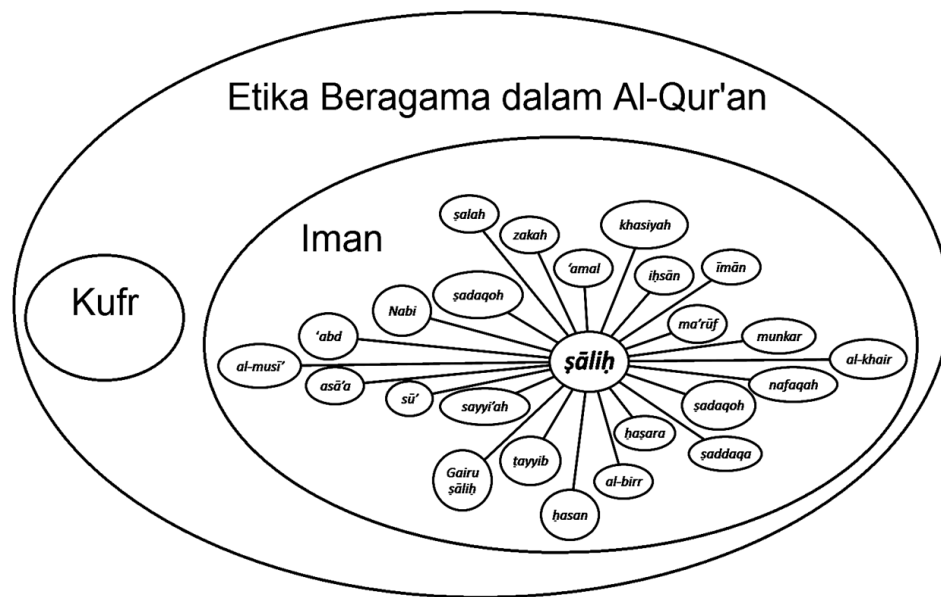 Etika Beragama dalam Al-Qur'an
Iman
Kufr
ṣalah
zakah
‘amal
khasiyah
iḥsān
īmān
ṣadaqoh
Nabi
‘abd
al-musī’
asā’a
sū’
sayyi’ah
ṣāliḥ
ma’rūf
munkar
al-khair
nafaqah
ṣadaqoh
ṣaddaqa
ḥaṣara
al-birr
ḥasan
ṭayyib
Gairu
ṣāliḥ